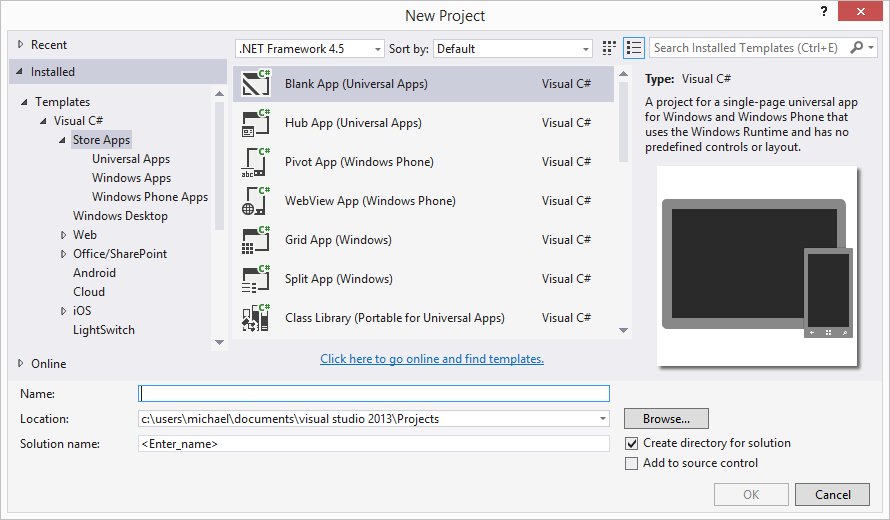 New Project
?
Recent
.NET Framework 4.5
Sort by:
Default
Search Installed Templates (Ctrl+E)
Installed
Templates
Visual C#
Store Apps
Universal Apps
Windows Apps
Windows Phone Apps
Windows Desktop
Web
Office/SharePoint
Android
Cloud
iOS
LightSwitch
Online
C# Blank App (Universal Apps) Visual C#
C# Hub App (Universal Apps) Visual C#
C# abc Pivot App (Windows Phone) Visual C#
C# WebView App (Windows Phone) Visual C#
C# Grid App (Windows) Visual C#
C# Split App (Windows) Visual C#
C# Class Library (Portable for Universal Apps) Visual C#
Click here to go online and find templates.
Type: Visual C#
A project for a single-page universal app
for Windows and Windows Phone that
uses the Windows Runtime and has no
predefined controls or layout.
Name:
Location: c:\users\michael\documents\visual studio 2013\Projects
Browse...
Solution name: <Enter_name>
Create directory for solution
Add to source control
OK
Cancel